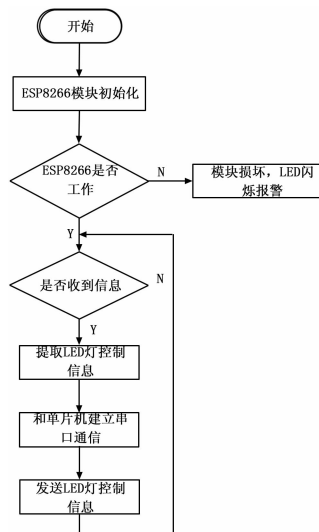 开始
ESP8266模块初始化
ESP8266是否
工作
N
模块损坏，LED闪
烁报警
Y
是否收到信息
N
Y
提取LED灯控制
信息
和单片机建立串
口通信
发送LED灯控制
信息